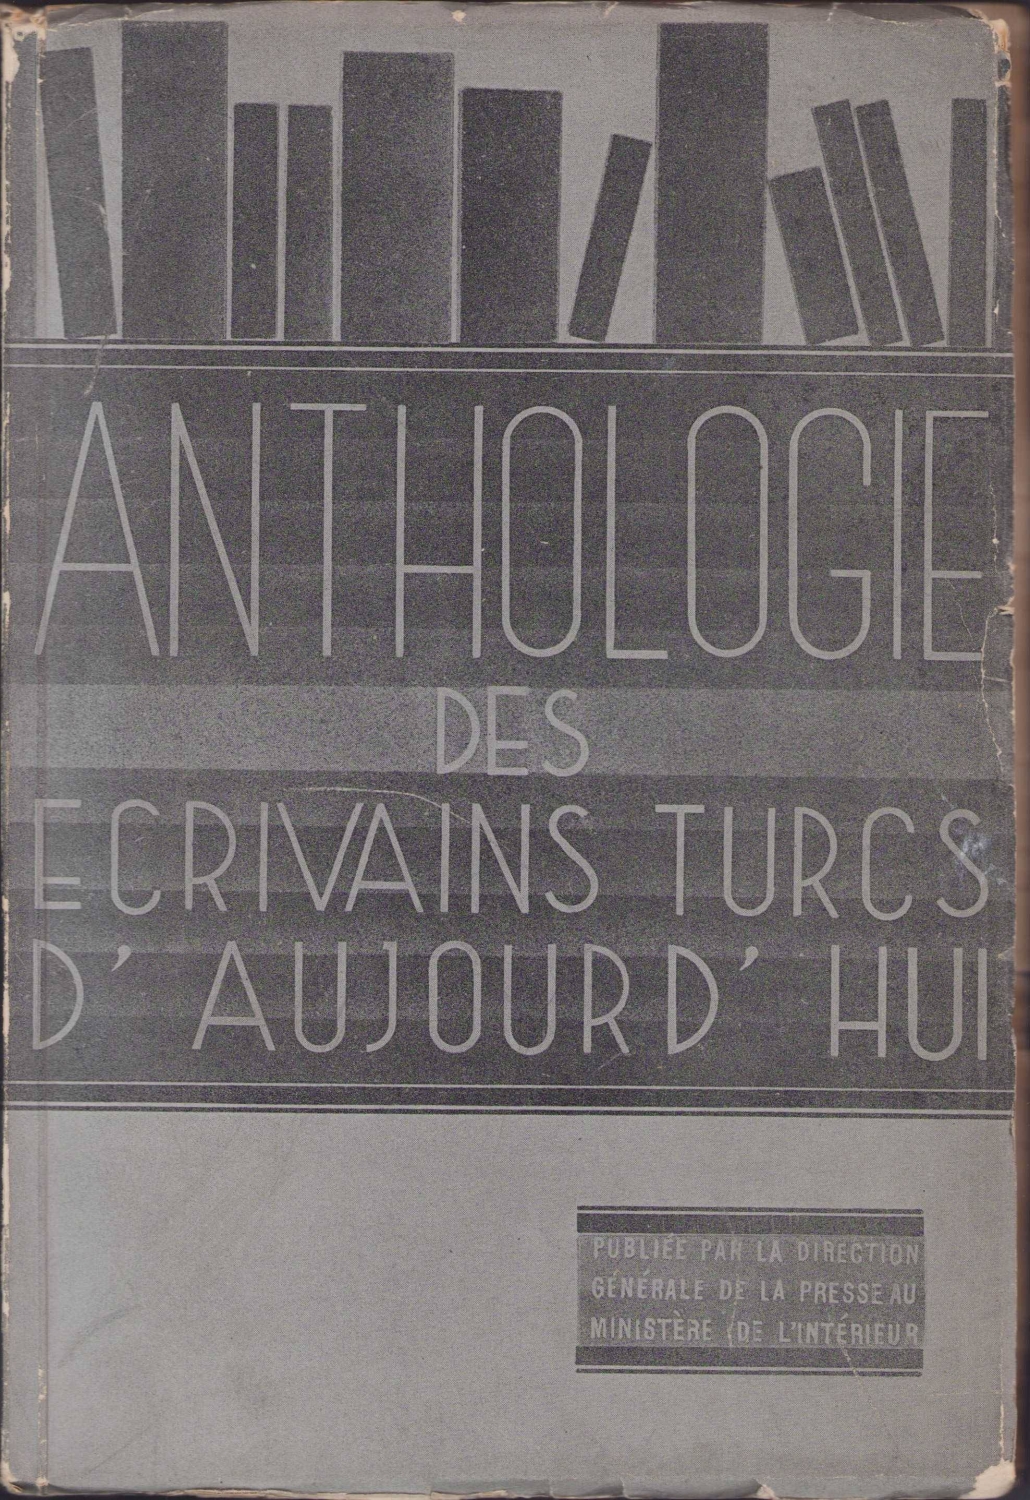 ANTHOLOGIE
DES
ECRIVAINS TURCS
D' AUJOURD' HUI
PUBLIÉE PAR LA DIRECTION
GÉNÉRALE DE LA PRESSE AU
MINISTÈRE DE L'INTÉRIEUR